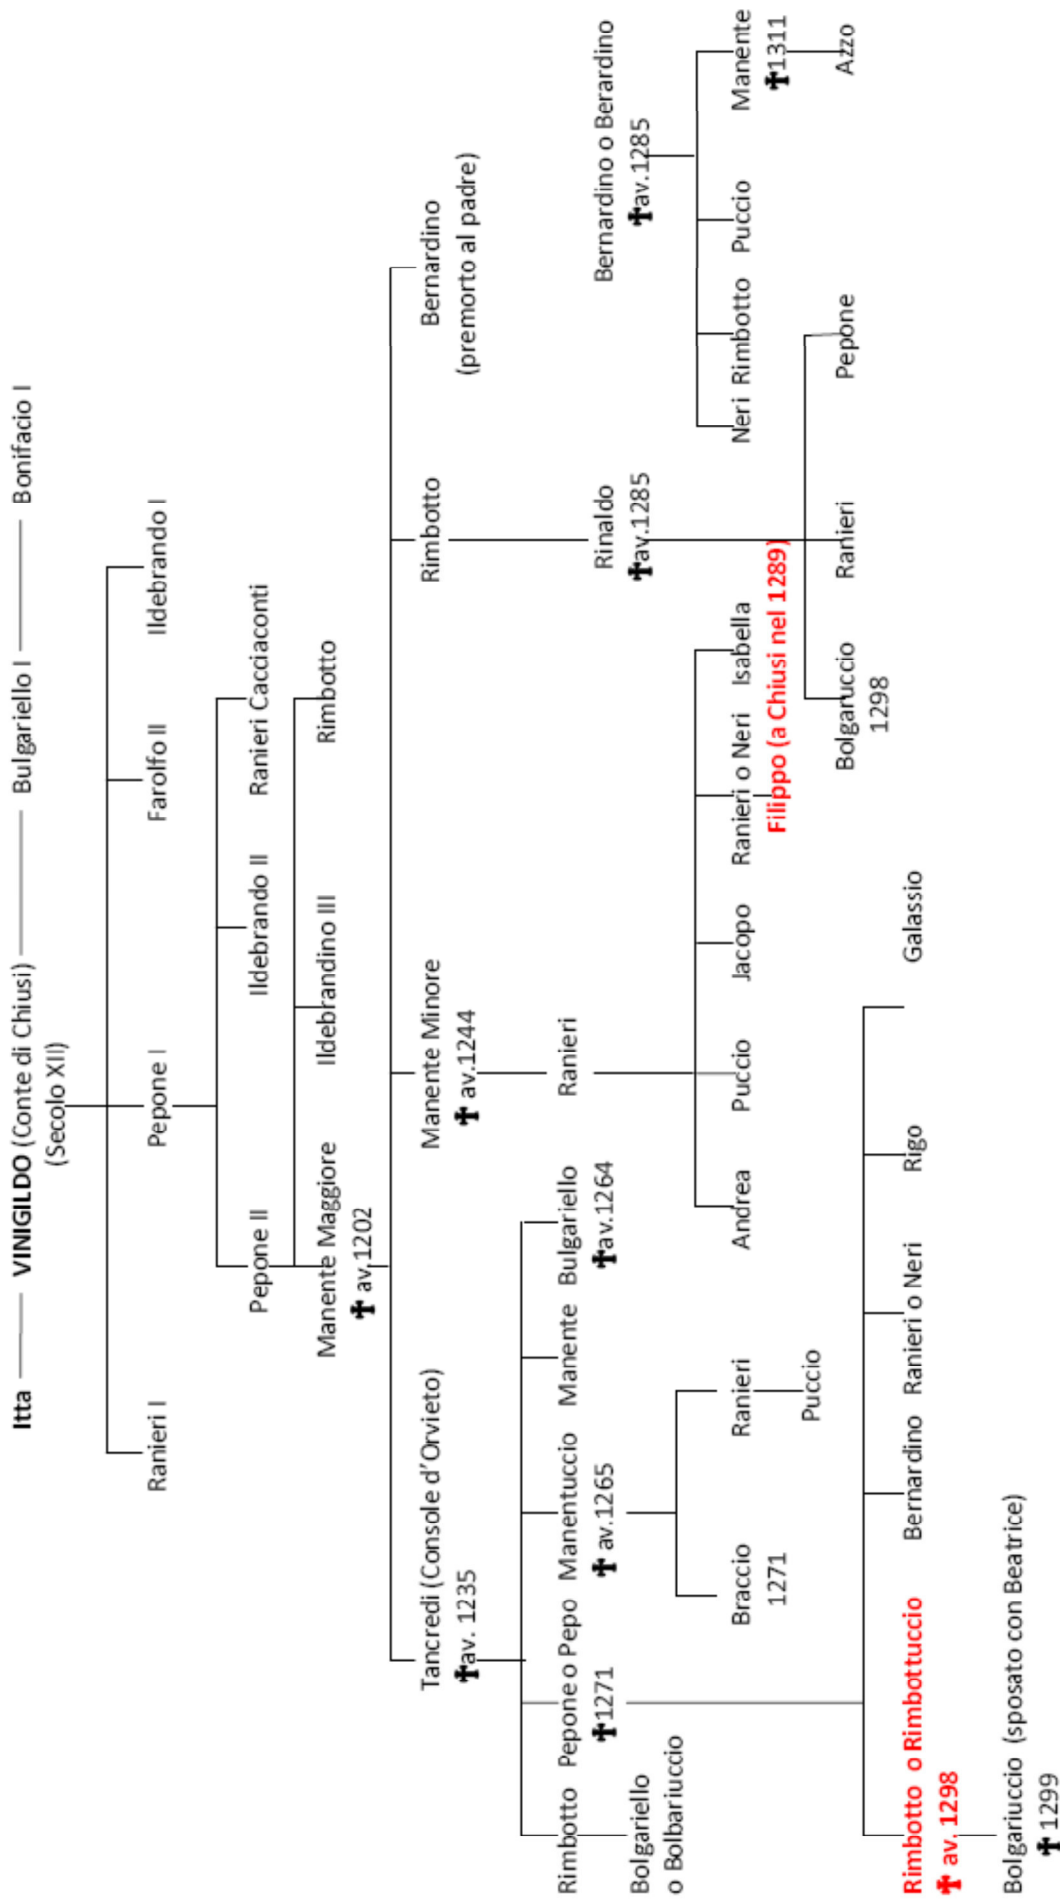 Itta VINIGILDO (Conte di Chiusi) Bulgariello I Bonifacio I
(Secolo XII)
Ranieri I Pepone I Farolfo II Ildebrando I
Pepone II Ildebrando II Ranieri Cacciaconti
Manente Maggiore Ildebrandino III Rimbotto
✝ av.1202
Tancredi (Console d'Orvieto) Manente Minore Rimbotto Bernardino
✝av. 1235 ✝ av.1244 (premorto al padre)
Rimbotto Pepone o Pepo Manentuccio Manente Bulgariello Ranieri Rinaldo Bernardino o Berardino
✝1271 ✝ av.1265 ✝av.1264 ✝av.1285 ✝av.1285
Bolgariello
o Bolbariuccio
Braccio Ranieri Andrea Puccio Jacopo Ranieri o Neri Isabella Neri Rimbotto Puccio Manente
1271 Filippo (a Chiusi nel 1289) ✝1311
Puccio
Bolgaruccio Ranieri Pepone Azzo
1298
Rimbotto o Rimbottuccio Bernardino Ranieri o Neri Rigo Galassio
✝ av. 1298
Bolgariuccio (sposato con Beatrice)
✝ 1299